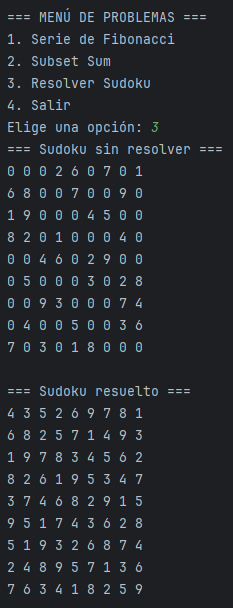 === MENÚ DE PROBLEMAS ===
1. Serie de Fibonacci
2. Subset Sum
3. Resolver Sudoku
4. Salir
Elige una opción: 3
=== Sudoku sin resolver ===
0 0 0 2 6 0 7 0 1
6 8 0 0 7 0 0 9 0
1 9 0 0 0 4 5 0 0
8 2 0 1 0 0 0 4 0
0 0 4 6 0 2 9 0 0
0 5 0 0 0 3 0 2 8
0 0 9 3 0 0 0 7 4
0 4 0 0 5 0 0 3 6
7 0 3 0 1 8 0 0 0
=== Sudoku resuelto ===
4 3 5 2 6 9 7 8 1
6 8 2 5 7 1 4 9 3
1 9 7 8 3 4 5 6 2
8 2 6 1 9 5 3 4 7
3 7 4 6 8 2 9 1 5
9 5 1 7 4 3 6 2 8
5 1 9 3 2 6 8 7 4
2 4 8 9 5 7 1 3 6
7 6 3 4 1 8 2 5 9